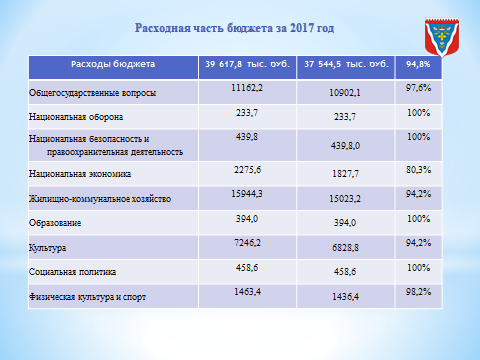 Расходная часть бюджета за 2017 год
Расходы бюджета 39 617,8 тыс. руб. 37 544,5 тыс. руб. 94,8%
Общегосударственные вопросы 11162,2 10902,1 97,6%
Национальная оборона 233,7 233,7 100%
Национальная безопасность и
правоохранительная деятельность 439,8 439,8,0 100%
Национальная экономика 2275,6 1827,7 80,3%
Жилищно-коммунальное хозяйство 15944,3 15023,2 94,2%
Образование 394,0 394,0 100%
Культура 7246,2 6828,8 94,2%
Социальная политика 458,6 458,6 100%
Физическая культура и спорт 1463,4 1436,4 98,2%